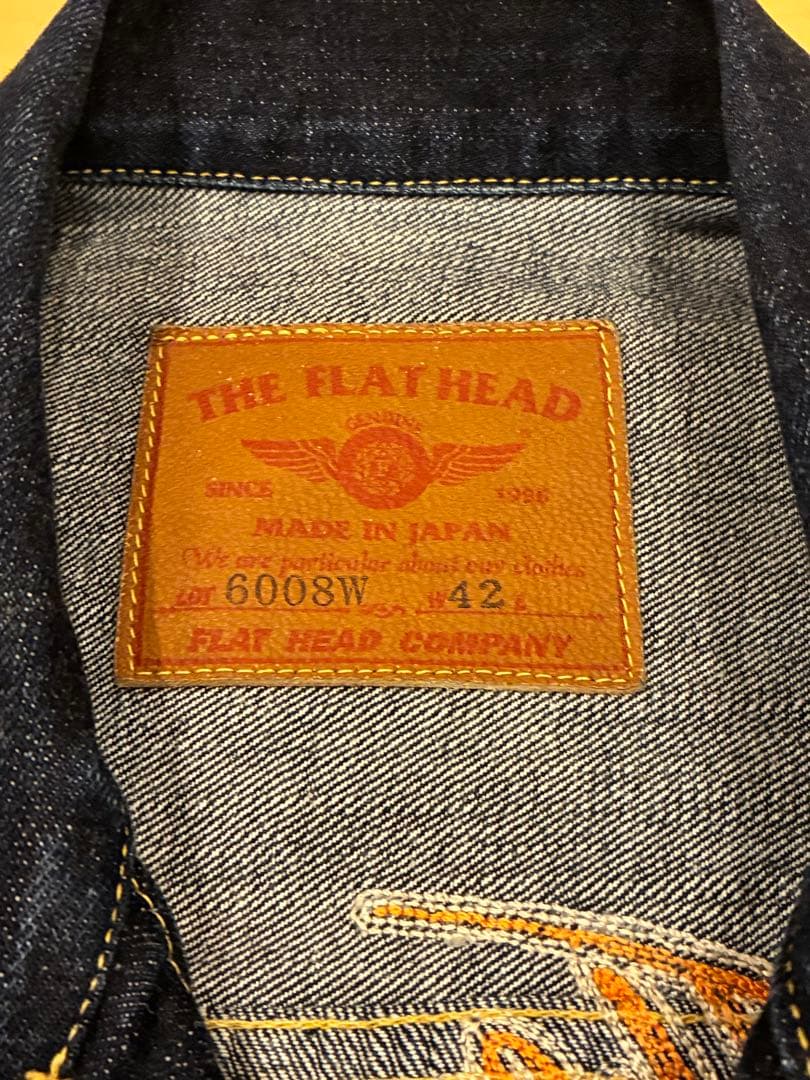 THE FLAT HEAD
GENUINE
SINCE 1996
MADE IN JAPAN
We are particular about our clothes
LOT 6008W W 42 L
FLAT HEAD COMPANY